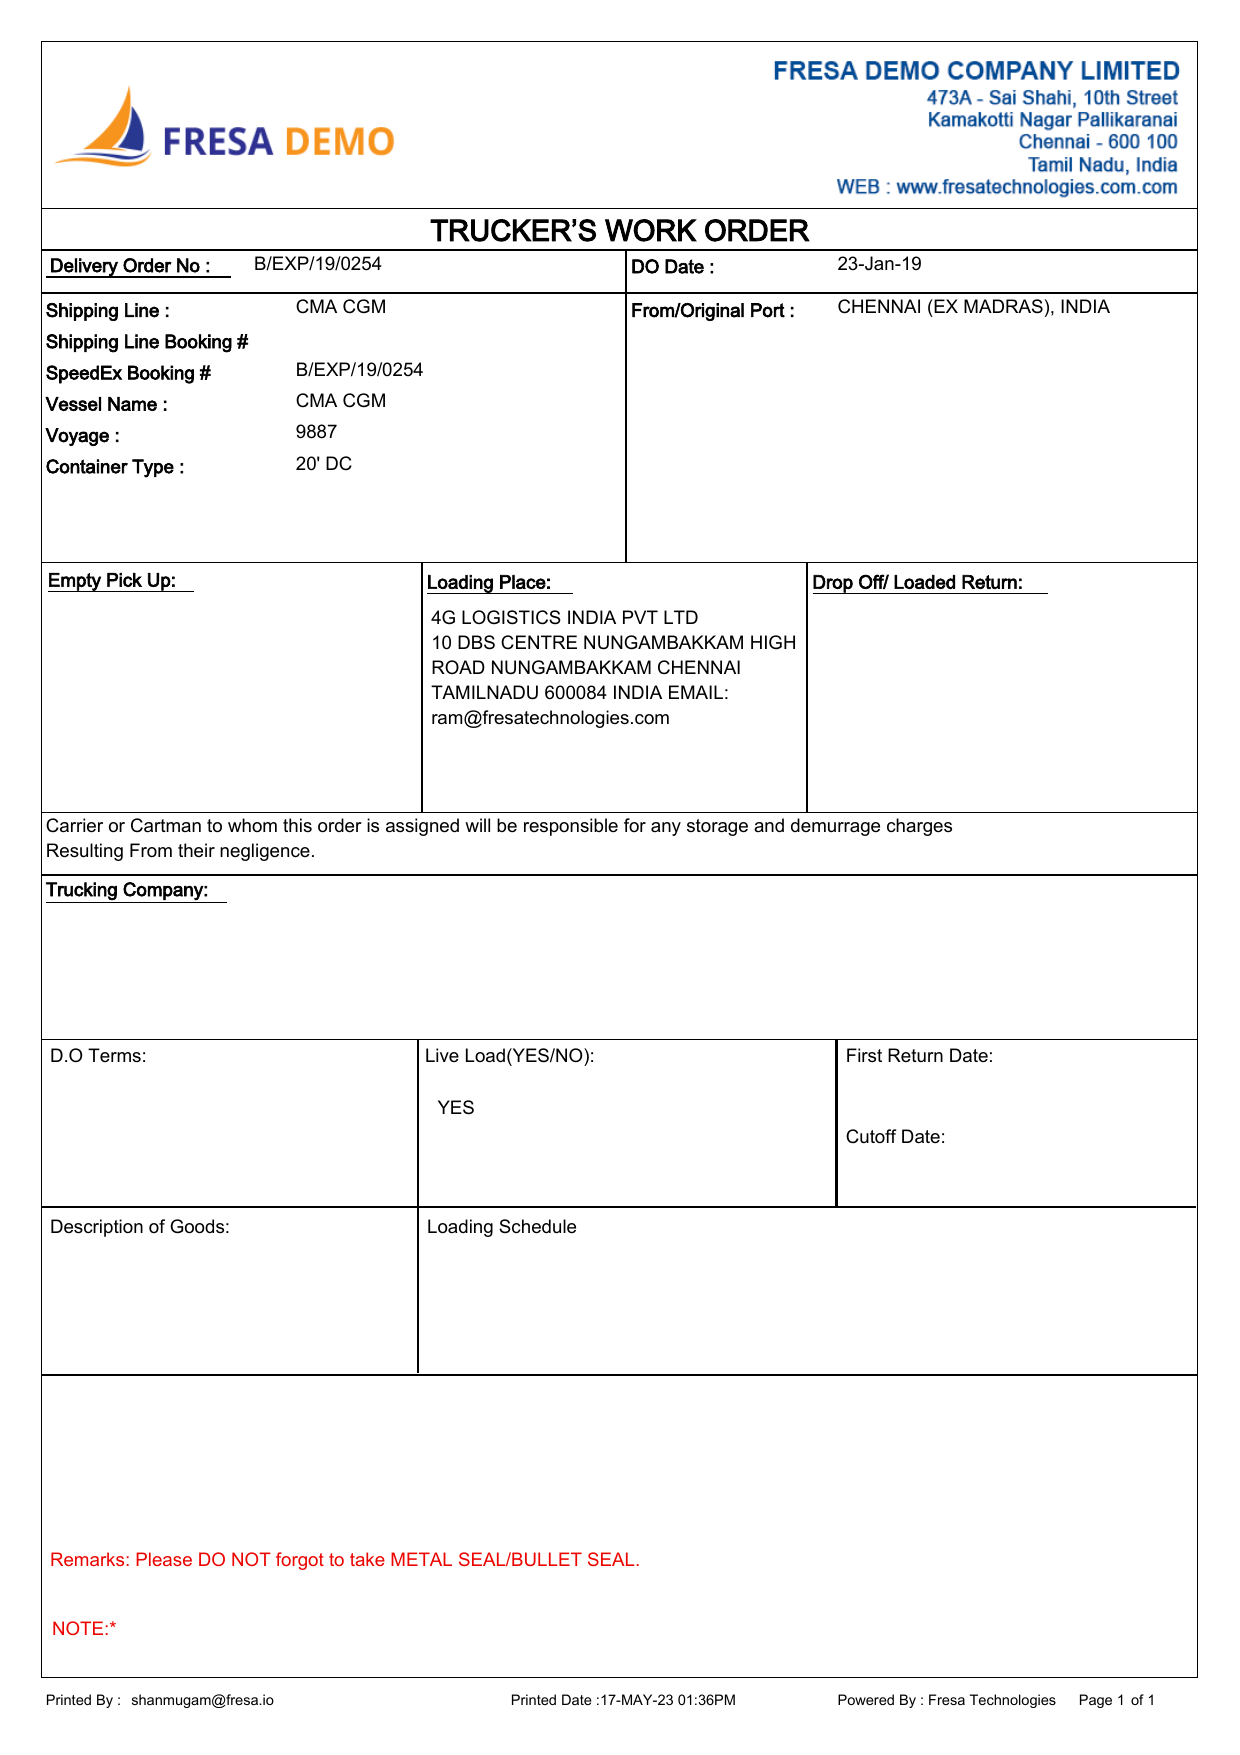 FRESA DEMO
FRESA DEMO COMPANY LIMITED
473A - Sai Shahi, 10th Street
Kamakotti Nagar Pallikaranai
Chennai - 600 100
Tamil Nadu, India
WEB : www.fresatechnologies.com.com
TRUCKER’S WORK ORDER
Delivery Order No : B/EXP/19/0254 DO Date : 23-Jan-19
Shipping Line : CMA CGM From/Original Port : CHENNAI (EX MADRAS), INDIA
Shipping Line Booking #
SpeedEx Booking # B/EXP/19/0254
Vessel Name : CMA CGM
Voyage : 9887
Container Type : 20' DC
Empty Pick Up:
Loading Place:
4G LOGISTICS INDIA PVT LTD
10 DBS CENTRE NUNGAMBAKKAM HIGH
ROAD NUNGAMBAKKAM CHENNAI
TAMILNADU 600084 INDIA EMAIL:
ram@fresatechnologies.com
Drop Off/ Loaded Return:
Carrier or Cartman to whom this order is assigned will be responsible for any storage and demurrage charges
Resulting From their negligence.
Trucking Company:
D.O Terms:
Live Load(YES/NO):
YES
First Return Date:
Cutoff Date:
Description of Goods:
Loading Schedule
Remarks: Please DO NOT forgot to take METAL SEAL/BULLET SEAL.
NOTE:*
Printed By : shanmugam@fresa.io Printed Date :17-MAY-23 01:36PM Powered By : Fresa Technologies Page 1 of 1